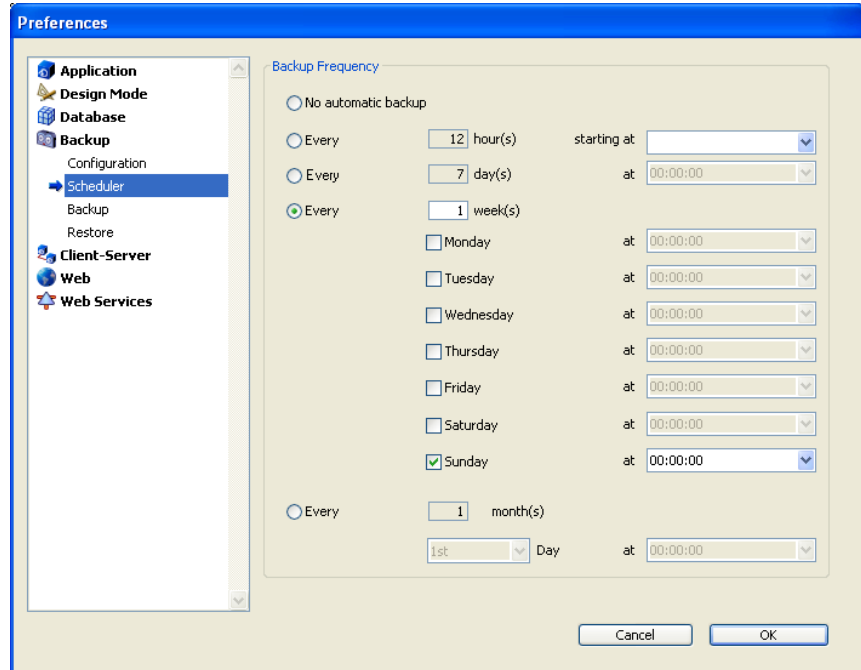 Preferences
Application
Design Mode
Database
Backup
Configuration
Scheduler
Backup
Restore
Client-Server
Web
Web Services
Backup Frequency
No automatic backup
Every 12 hour(s) starting at
Every 7 day(s) at 00:00:00
Every 1 week(s)
Monday at 00:00:00
Tuesday at 00:00:00
Wednesday at 00:00:00
Thursday at 00:00:00
Friday at 00:00:00
Saturday at 00:00:00
Sunday at 00:00:00
Every 1 month(s)
1st Day at 00:00:00
Cancel OK